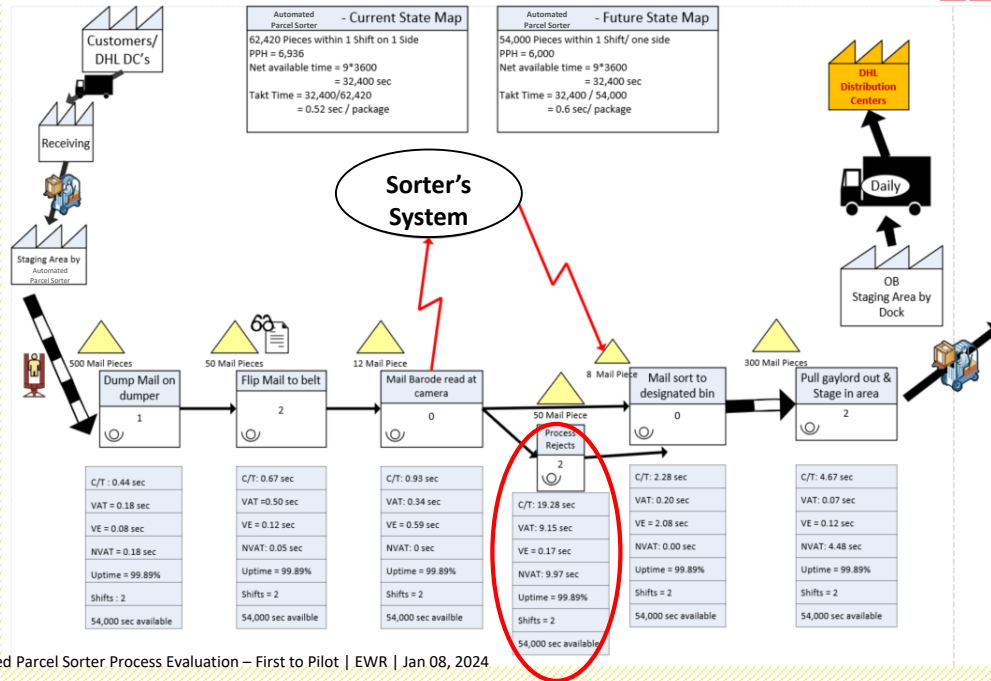 Customers/
DHL DC's
Receiving
Staging Area by
Automated
Parcel Sorter
Automated
Parcel Sorter
- Current State Map
62,420 Pieces within 1 Shift on 1 Side
PPH = 6,936
Net available time = 9*3600
= 32,400 sec
Takt Time = 32,400/62,420
= 0.52 sec / package
Automated
Parcel Sorter
- Future State Map
54,000 Pieces within 1 Shift/ one side
PPH = 6,000
Net available time = 9*3600
= 32,400 sec
Takt Time = 32,400 / 54,000
= 0.6 sec/ package
DHL
Distribution
Centers
Daily
OB
Staging Area by
Dock
Sorter's
System
500 Mail Pieces
Dump Mail on
dumper
1
C/T : 0.44 sec
VAT = 0.18 sec
VE = 0.08 sec
NVAT = 0.18 sec
Uptime = 99.89%
Shifts : 2
54,000 sec available
50 Mail Pieces
Flip Mail to belt
2
C/T: 0.67 sec
VAT =0.50 sec
VE = 0.12 sec
NVAT: 0.05 sec
Uptime = 99.89%
Shifts = 2
54,000 sec available
12 Mail Piece
Mail Barode read at
camera
0
C/T: 0.93 sec
VAT: 0.34 sec
VE = 0.59 sec
NVAT: 0 sec
Uptime = 99.89%
Shifts = 2
54,000 sec availble
50 Mail Piece
Process
Rejects
2
C/T: 19.28 sec
VAT: 9.15 sec
VE = 0.17 sec
NVAT: 9.97 sec
Uptime = 99.89%
Shifts = 2
54,000 sec available
8 Mail Piece
Mail sort to
designated bin
0
C/T: 2.28 sec
VAT: 0.20 sec
VE = 2.08 sec
NVAT: 0.00 sec
Uptime = 99.89%
Shifts = 2
54,000 sec available
300 Mail Pieces
Pull gaylord out &
Stage in area
2
C/T: 4.67 sec
VAT: 0.07 sec
VE = 0.12 sec
NVAT: 4.48 sec
Uptime = 99.89%
Shifts = 2
54,000 sec available
ed Parcel Sorter Process Evaluation – First to Pilot | EWR | Jan 08, 2024